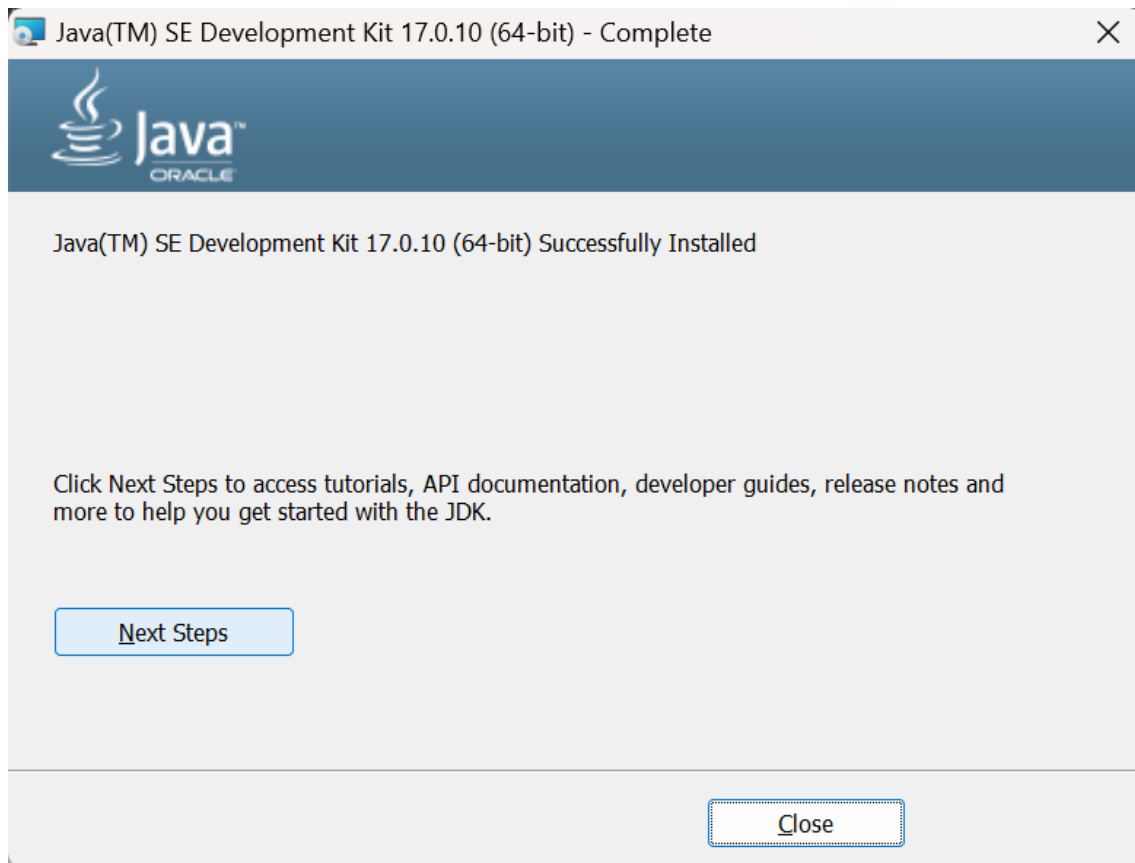 Java(TM) SE Development Kit 17.0.10 (64-bit) - Complete
Java™
ORACLE
Java(TM) SE Development Kit 17.0.10 (64-bit) Successfully Installed
Click Next Steps to access tutorials, API documentation, developer guides, release notes and
more to help you get started with the JDK.
Next Steps
Close